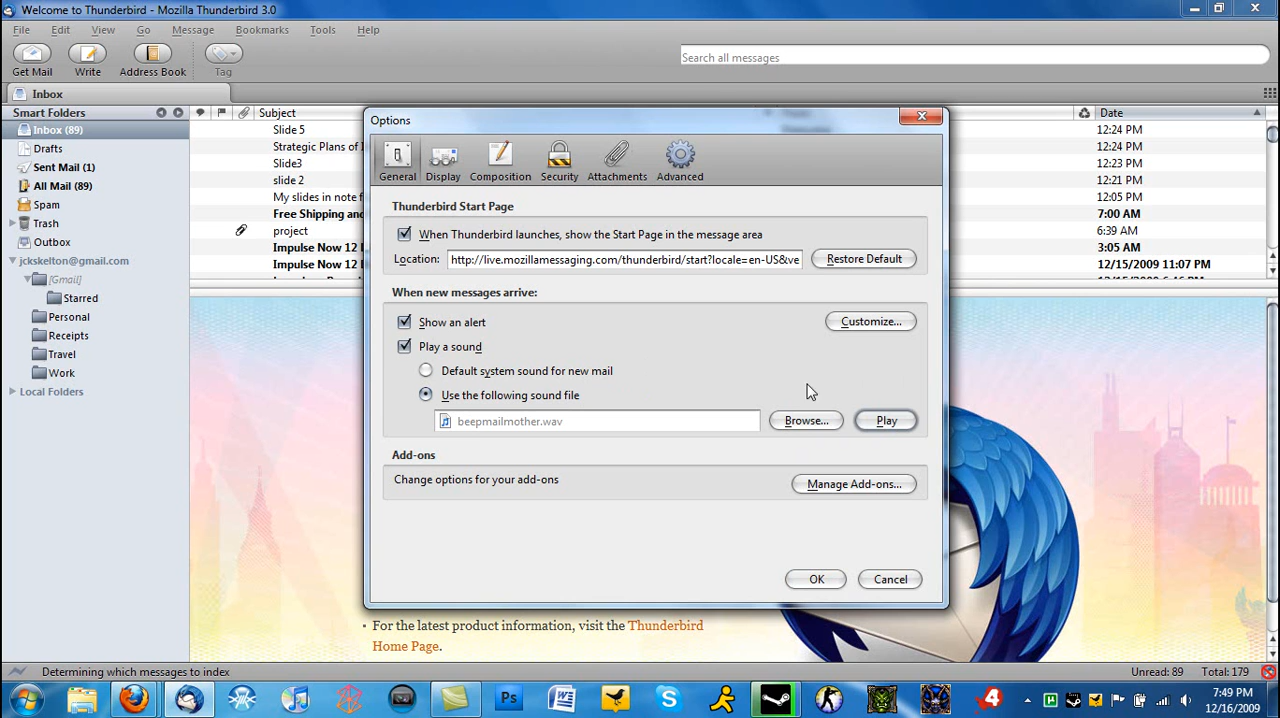 Welcome to Thunderbird - Mozilla Thunderbird 3.0
File Edit View Go Message Bookmarks Tools Help
Get Mail Write Address Book Tag
Search all messages
Inbox
Smart Folders
Inbox (89)
Drafts
Sent Mail (1)
All Mail (89)
Spam
Trash
Outbox
jckskelton@gmail.com
[Gmail]
Starred
Personal
Receipts
Travel
Work
Local Folders
Subject Date
Slide 5 12:24 PM
Strategic Plans of 12:24 PM
Slide3 12:23 PM
slide 2 12:21 PM
My slides in note f 12:05 PM
Free Shipping and 7:00 AM
project 6:39 AM
Impulse Now 12 3:05 AM
Impulse Now 12 12/15/2009 11:07 PM
Options
General Display Composition Security Attachments Advanced
Thunderbird Start Page
When Thunderbird launches, show the Start Page in the message area
Location: http://live.mozillamessaging.com/thunderbird/start?locale=en-US&ve Restore Default
When new messages arrive:
Show an alert Customize...
Play a sound
Default system sound for new mail
Use the following sound file
beepmailmother.wav Browse... Play
Add-ons
Change options for your add-ons Manage Add-ons...
OK Cancel
For the latest product information, visit the Thunderbird
Home Page.
Determining which messages to index Unread: 89 Total: 179
Ps
7:49 PM
12/16/2009